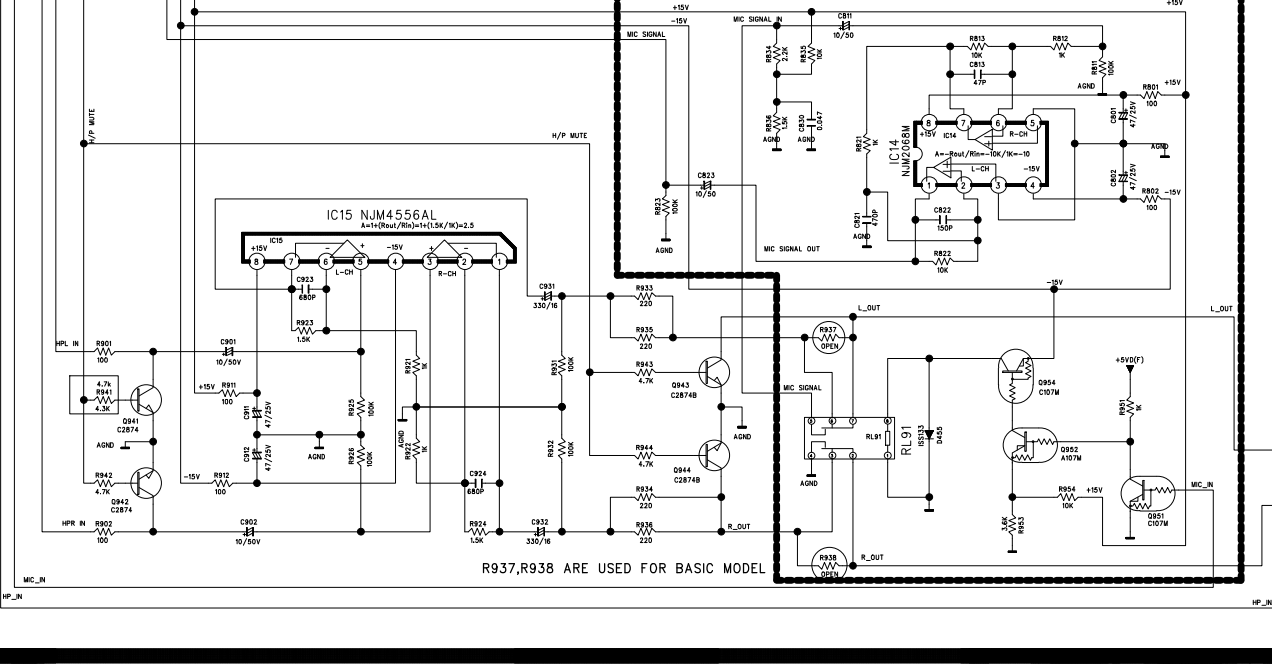 +15V
+15V
-15V
MIC SIGNAL
MIC SIGNAL IN
C811
10/50
R834
2.2K
R835
10K
R813
10K
R812
1K
C813
47P
R811
100K
AGND
R801
100
+15V
H/P MUTE
H/P MUTE
R836
1.5K
AGND
C830
0.047
AGND
R821
1K
IC14
NJM2068M
8
7
6
5
+15V
IC14
R-CH
A=-Rout/Rin=-10K/1K=-10
L-CH
-15V
1
2
3
4
C801
47/25V
AGND
C802
47/25V
R802
100
-15V
C823
10/50
R823
100K
AGND
C821
470P
AGND
C822
150P
R822
10K
MIC SIGNAL OUT
IC15 NJM4556AL
A=1+(Rout/Rin)=1+(1.5K/1K)=2.5
IC15
+15V
-15V
8
7
6
5
4
3
2
1
L-CH
R-CH
C923
680P
R923
1.5K
C931
330/16
R933
220
R935
220
-15V
L_OUT
L_OUT
R937
OPEN
HPL IN
R901
100
C901
10/50V
R921
1K
R931
100K
R943
4.7K
Q943
C2874B
Q954
C107M
+5VD(F)
4.7k
R941
4.3K
+15V
R911
100
Q941
C2874
C911
47/25V
R925
100K
MIC SIGNAL
R951
1K
AGND
AGND
AGND
AGND
C912
47/25V
R926
100K
R922
1K
R932
100K
RL91
RL91
ISS133
D455
Q952
A107M
R942
4.7K
-15V
R912
100
C924
680P
R944
4.7K
Q944
C2874B
AGND
R954
10K
+15V
MIC_IN
Q942
C2874
R934
220
Q951
C107M
HPR IN
R902
100
C902
10/50V
R924
1.5K
C932
330/16
R936
220
R_OUT
3.6K
R953
R938
OPEN
R_OUT
R937,R938 ARE USED FOR BASIC MODEL
MIC_IN
HP_IN
HP_IN